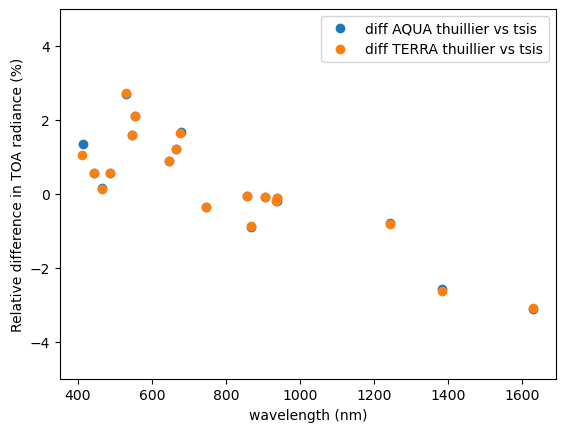 diff AQUA thuillier vs tsis
diff TERRA thuillier vs tsis
Relative difference in TOA radiance (%)
4
2
0
−2
−4
400 600 800 1000 1200 1400 1600
wavelength (nm)